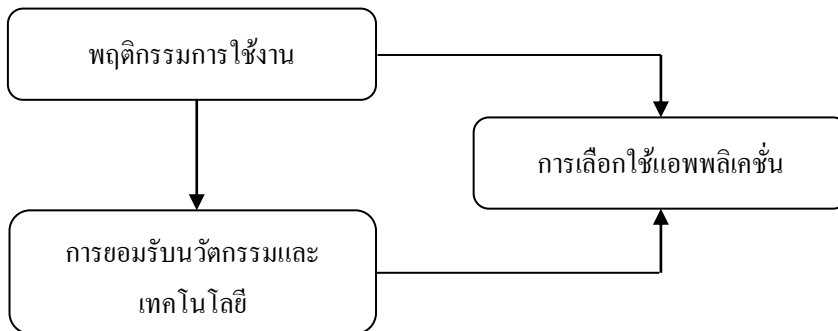 พฤติกรรมการใช้งาน
การเลือกใช้แอพพลิเคชั่น
การยอมรับนวัตกรรมและ
เทคโนโลยี